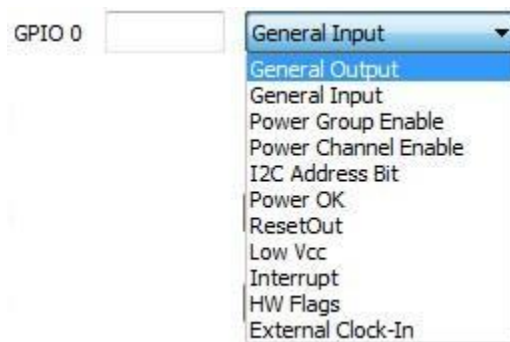 GPIO 0 General Input
General Output
General Input
Power Group Enable
Power Channel Enable
I2C Address Bit
Power OK
ResetOut
Low Vcc
Interrupt
HW Flags
External Clock-In